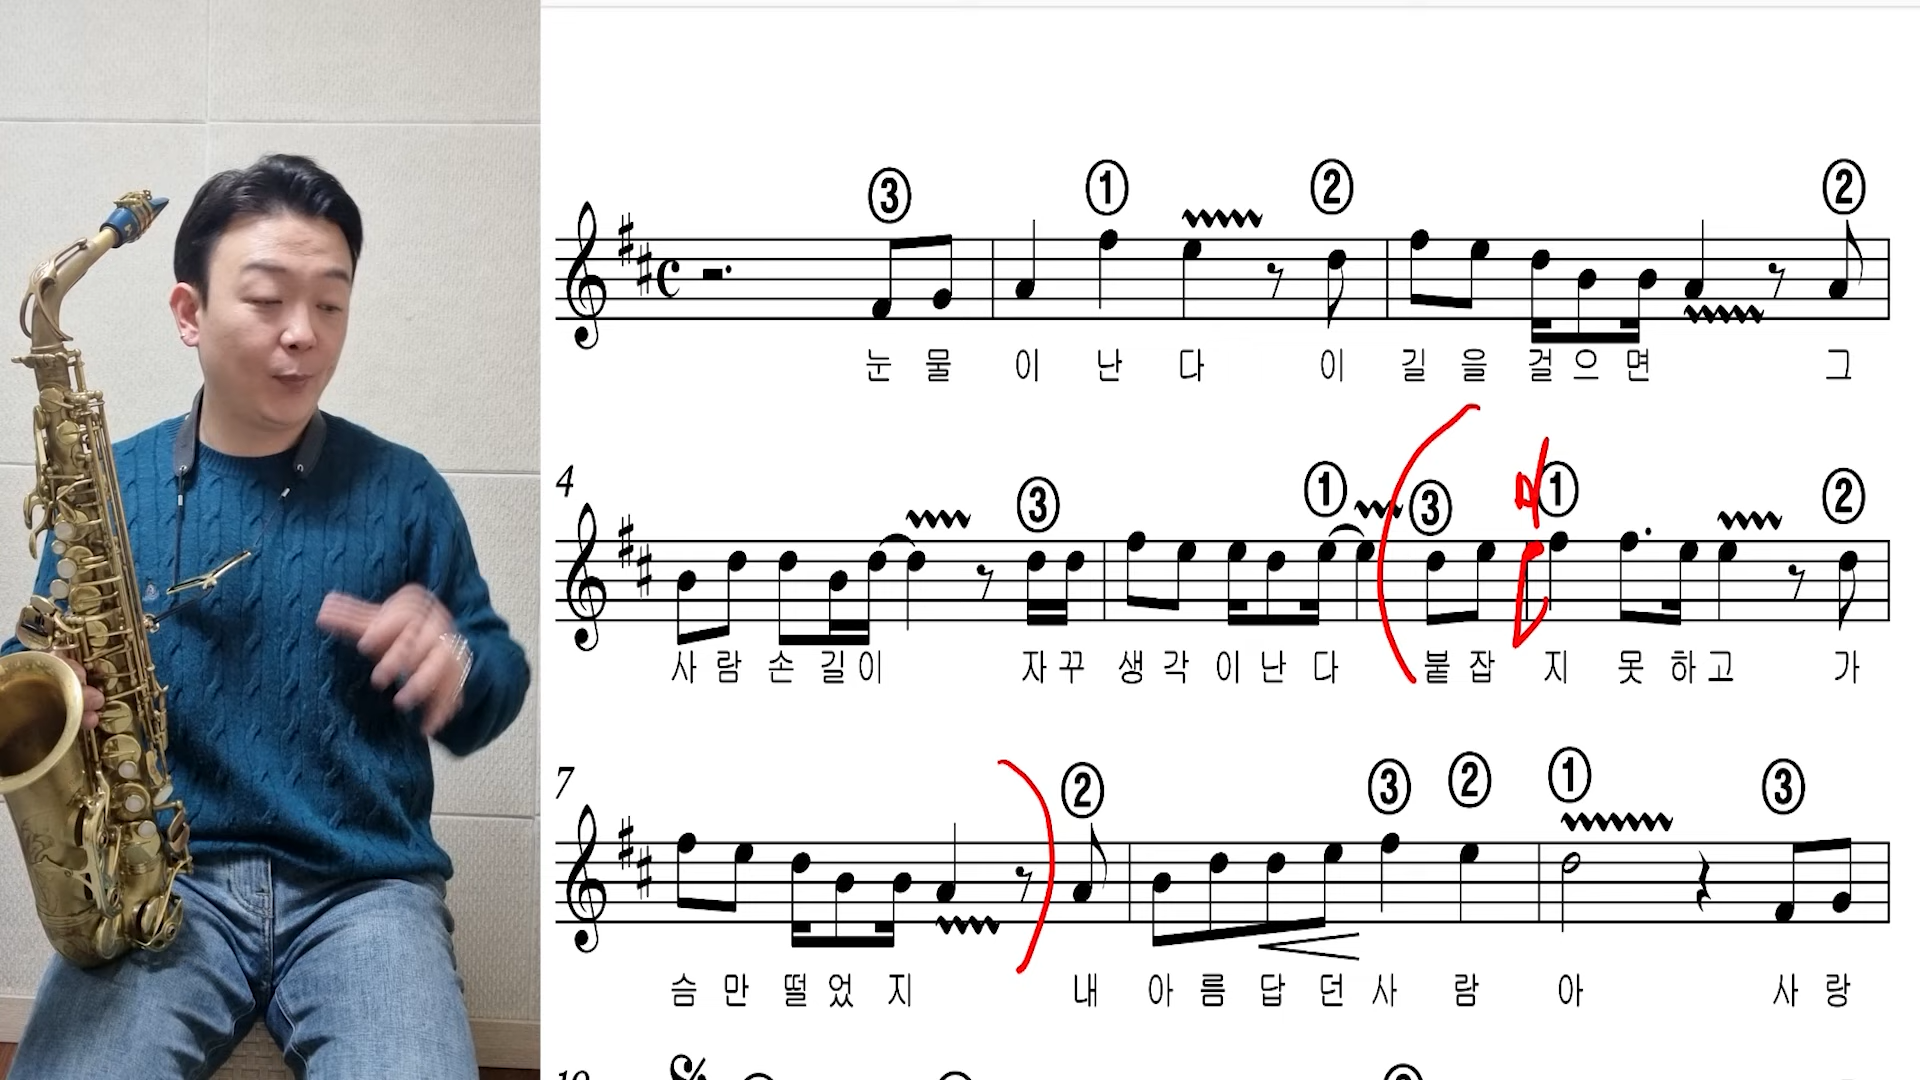 ③ ① ② ②
눈 물 이 난 다 이 길 을 걸 으 면 그
4
③ ① ③ ① ②
사 람 손 길 이 자 꾸 생 각 이 난 다 붙 잡 지 못 하 고 가
7
② ③ ② ① ③
슴 만 떨 었 지 내 아 름 답 던 사 람 아 사 랑